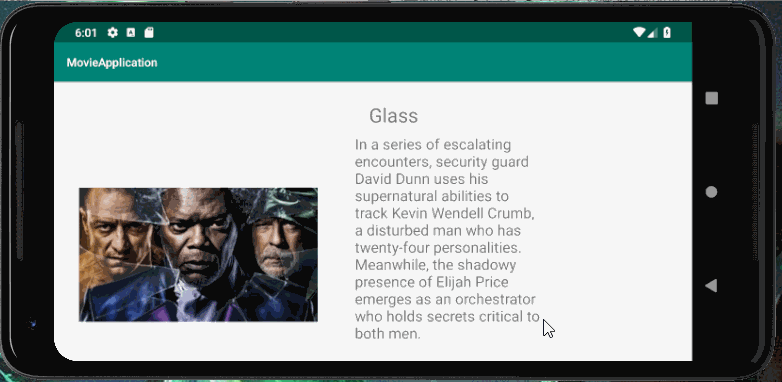 6:01
MovieApplication
Glass
In a series of escalating
encounters, security guard
David Dunn uses his
supernatural abilities to
track Kevin Wendell Crumb,
a disturbed man who has
twenty-four personalities.
Meanwhile, the shadowy
presence of Elijah Price
emerges as an orchestrator
who holds secrets critical to
both men.